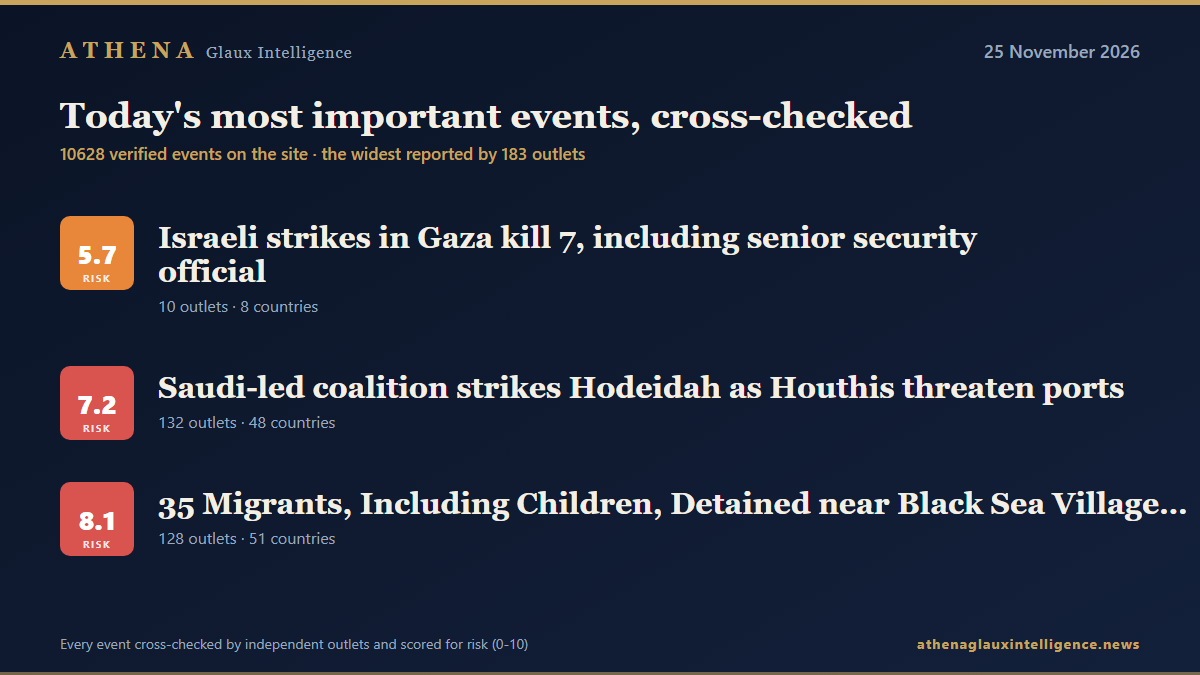 ATHENA Glaux Intelligence
25 November 2026
Today's most important events, cross-checked
10628 verified events on the site · the widest reported by 183 outlets
5.7
RISK
Israeli strikes in Gaza kill 7, including senior security
official
10 outlets · 8 countries
7.2
RISK
Saudi-led coalition strikes Hodeidah as Houthis threaten ports
132 outlets · 48 countries
8.1
RISK
35 Migrants, Including Children, Detained near Black Sea Village...
128 outlets · 51 countries
Every event cross-checked by independent outlets and scored for risk (0-10)
athenaglauxintelligence.news